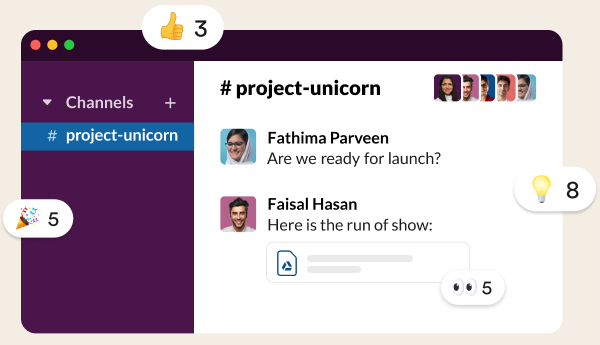 👍 3
Channels +
# project-unicorn
# project-unicorn
Fathima Parveen
Are we ready for launch?
Faisal Hasan
Here is the run of show:
🎉 5
💡 8
👀 5